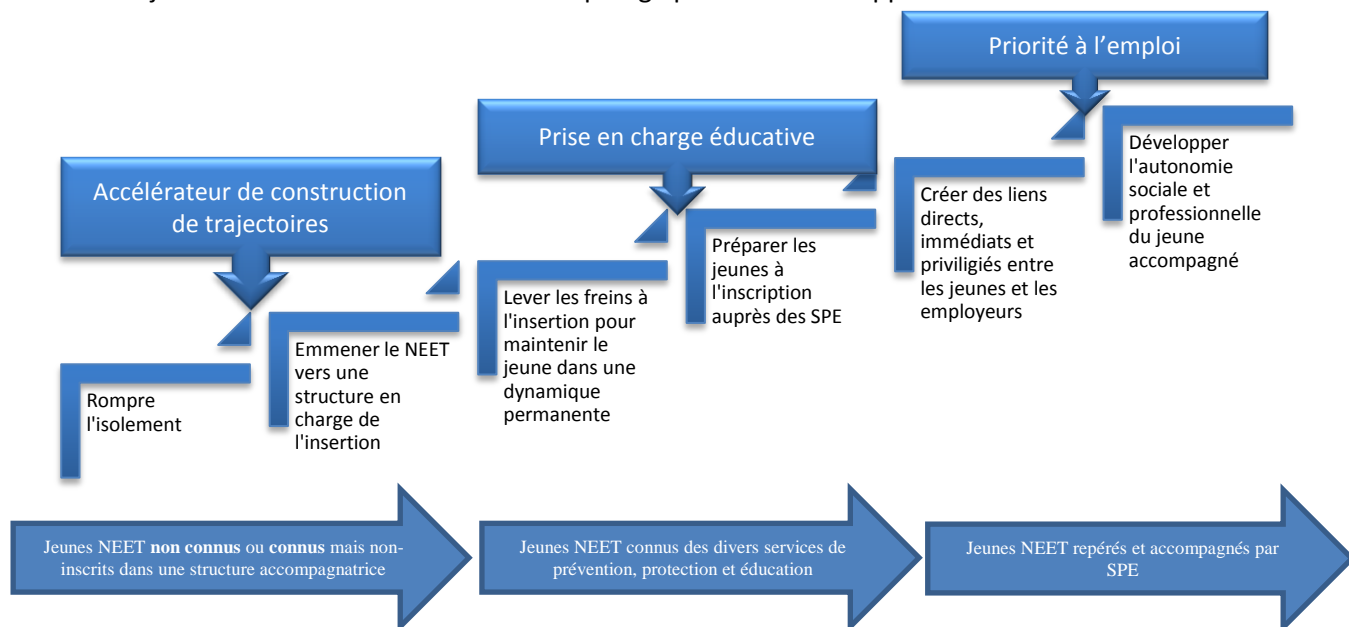 Priorité à l'emploi
Prise en charge éducative
Accélérateur de construction
de trajectoires
Rompre
l'isolement
Emmener le NEET
vers une
structure en
charge de
l'insertion
Lever les freins à
l'insertion pour
maintenir le
jeune dans une
dynamique
permanente
Préparer les
jeunes à
l'inscription
auprès des SPE
Créer des liens
directs,
immédiats et
priviligiés entre
les jeunes et les
employeurs
Développer
l'autonomie
sociale et
professionnelle
du jeune
accompagné
Jeunes NEET non connus ou connus mais non-
inscrits dans une structure accompagnatrice
Jeunes NEET connus des divers services de
prévention, protection et éducation
Jeunes NEET repérés et accompagnés par
SPE